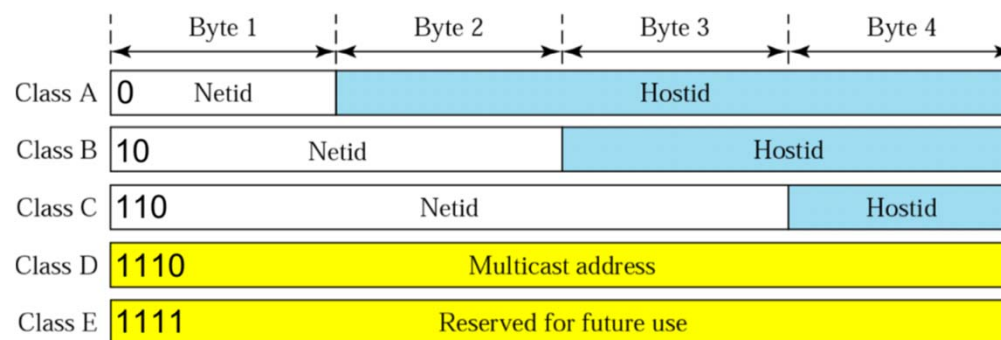 Byte 1 Byte 2 Byte 3 Byte 4
Class A 0 Netid Hostid
Class B 10 Netid Hostid
Class C 110 Netid Hostid
Class D 1110 Multicast address
Class E 1111 Reserved for future use